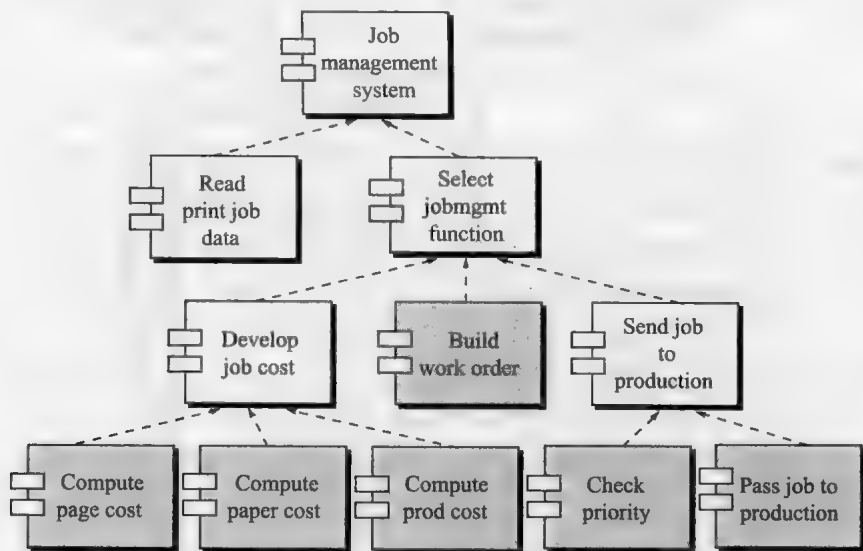 Job
management
system
Read
print job
data
Select
jobmgmt
function
Develop
job cost
Build
work order
Send job
to
production
Compute
page cost
Compute
paper cost
Compute
prod cost
Check
priority
Pass job to
production